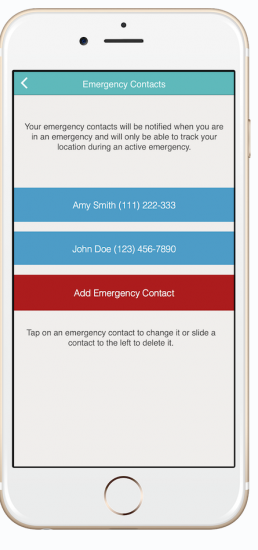 Emergency Contacts
Your emergency contacts will be notified when you are
in an emergency and will only be able to track your
location during an active emergency.
Amy Smith (111) 222-333
John Doe (123) 456-7890
Add Emergency Contact
Tap on an emergency contact to change it or slide a
contact to the left to delete it.